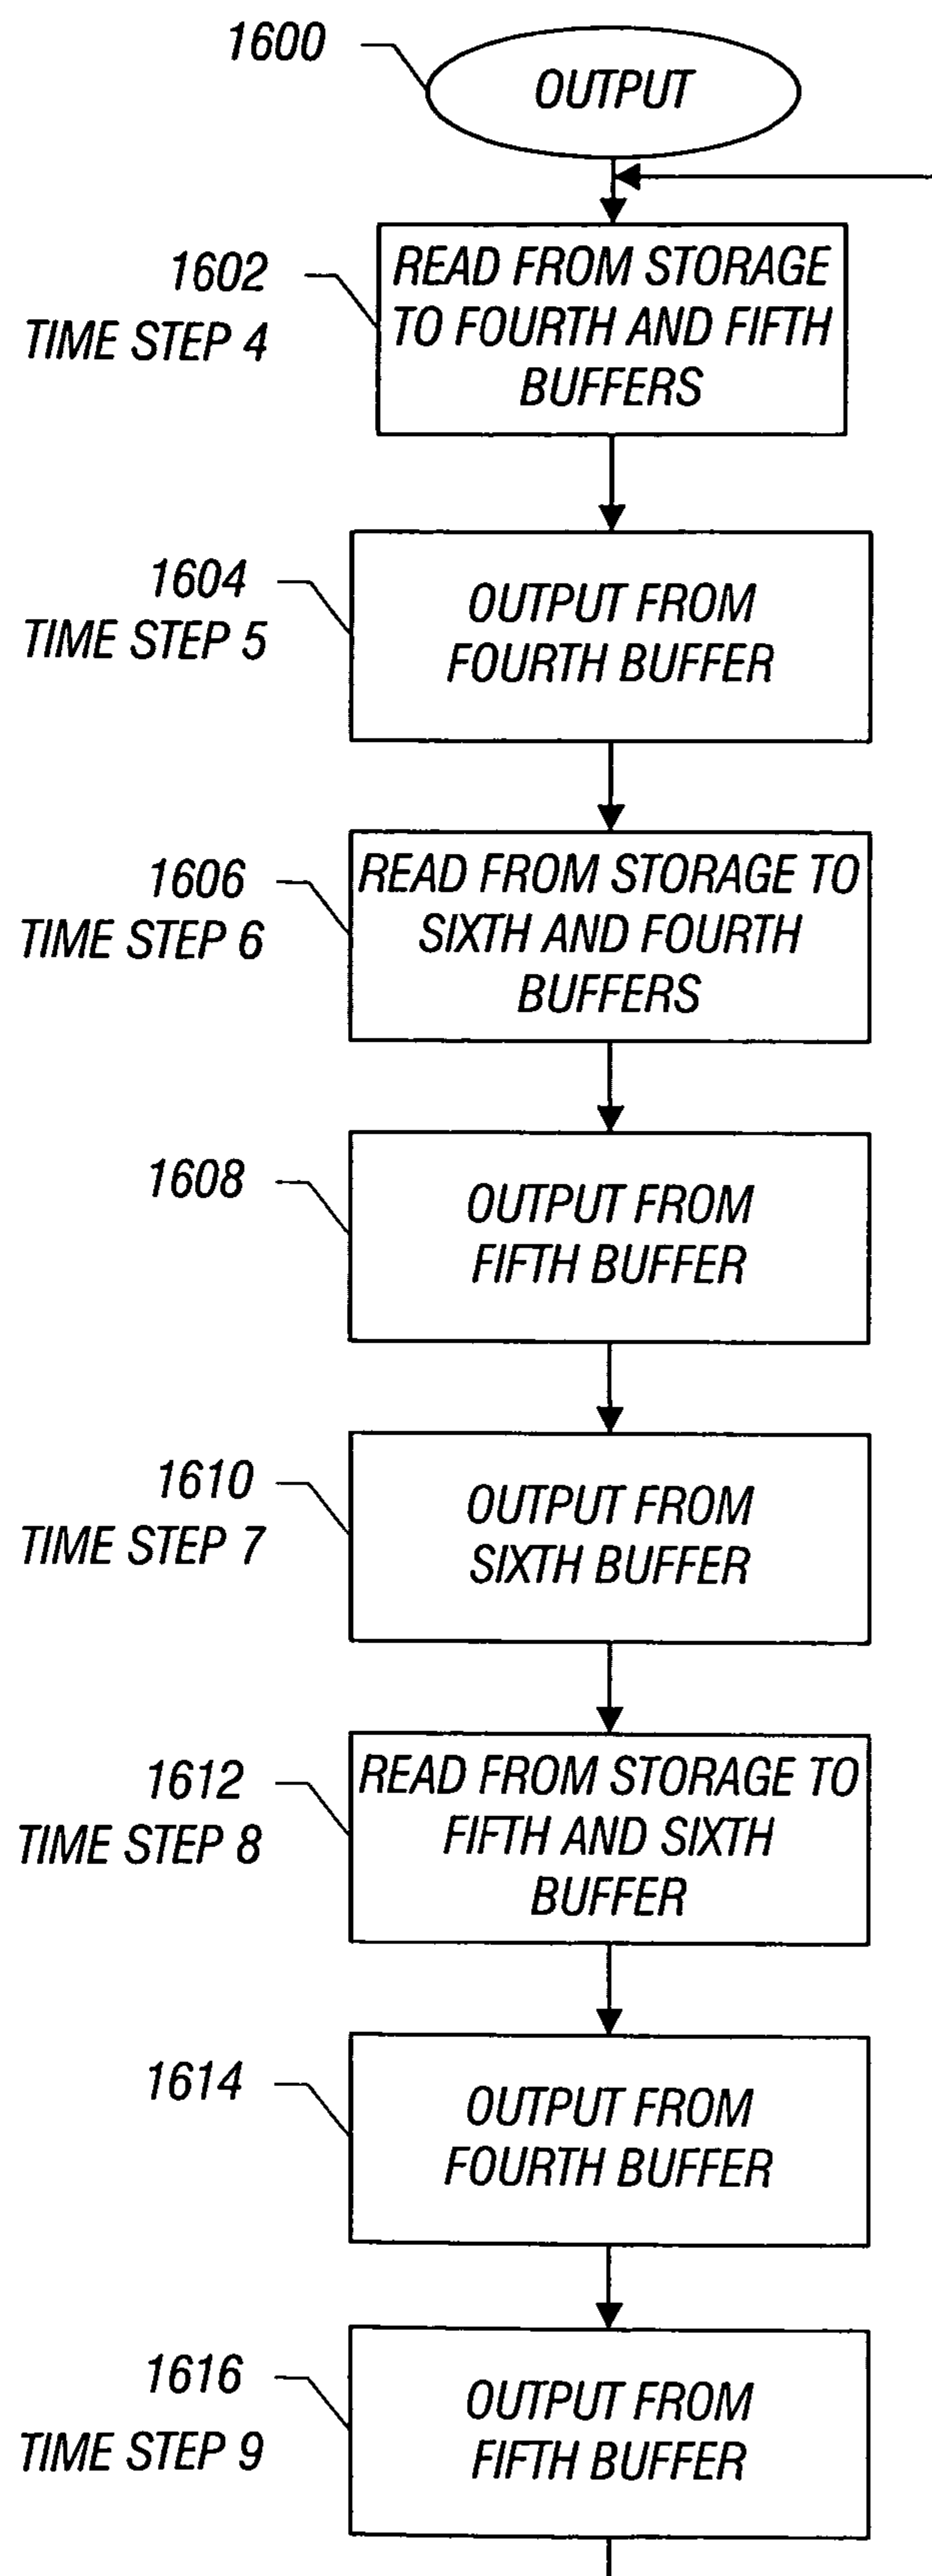 1600
OUTPUT
1602
TIME STEP 4
READ FROM STORAGE
TO FOURTH AND FIFTH
BUFFERS
1604
TIME STEP 5
OUTPUT FROM
FOURTH BUFFER
1606
TIME STEP 6
READ FROM STORAGE TO
SIXTH AND FOURTH
BUFFERS
1608
OUTPUT FROM
FIFTH BUFFER
1610
TIME STEP 7
OUTPUT FROM
SIXTH BUFFER
1612
TIME STEP 8
READ FROM STORAGE TO
FIFTH AND SIXTH
BUFFER
1614
OUTPUT FROM
FOURTH BUFFER
1616
TIME STEP 9
OUTPUT FROM
FIFTH BUFFER